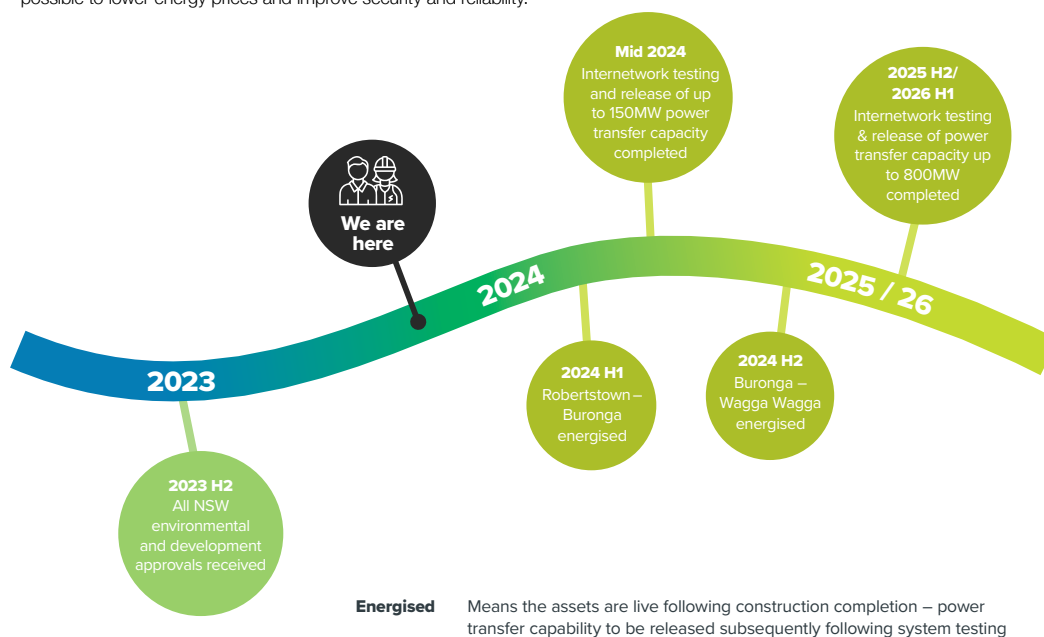 possible to lower energy prices and improve security and reliability.
Mid 2024
Internetwork testing
and release of up
to 150MW power
transfer capacity
completed
2025 H2/
2026 H1
Internetwork testing
& release of power
transfer capacity up
to 800MW
completed
We are
here
2024
2025 / 26
2023
2024 H1
Robertstown –
Buronga
energised
2024 H2
Buronga –
Wagga Wagga
energised
2023 H2
All NSW
environmental
and development
approvals received
Energised Means the assets are live following construction completion – power
transfer capability to be released subsequently following system testing